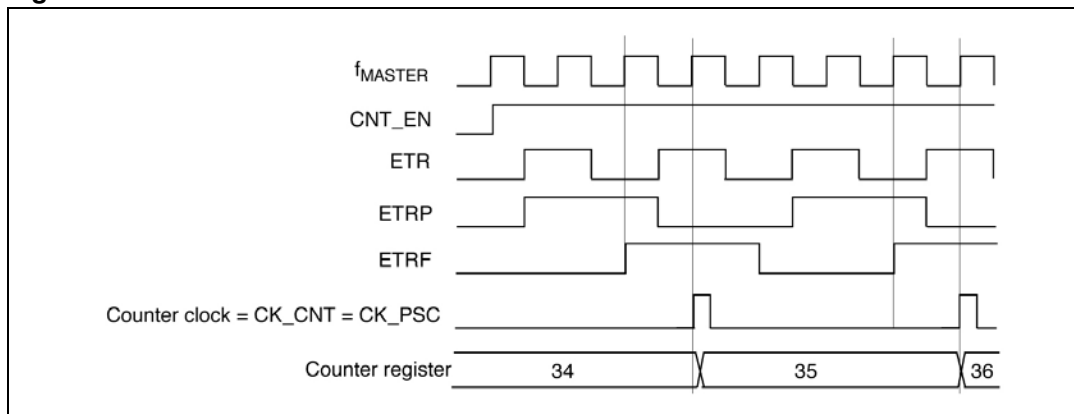 fMASTER
CNT_EN
ETR
ETRP
ETRF
Counter clock = CK_CNT = CK_PSC
Counter register 34 35 36